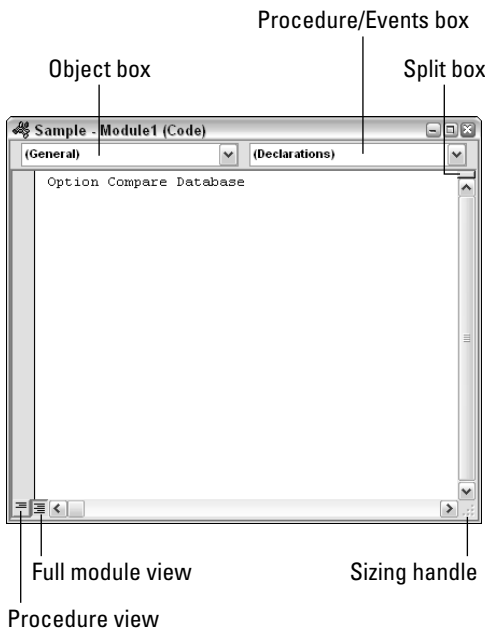 Procedure/Events box
Object box
Split box
Sample - Module1 (Code)
(General)
(Declarations)
Option Compare Database
Full module view
Sizing handle
Procedure view